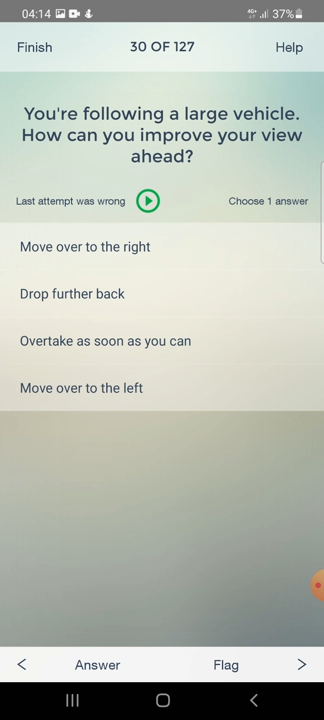 04:14
4G+ 37%
Finish
30 OF 127
Help
You're following a large vehicle.
How can you improve your view
ahead?
Last attempt was wrong
Choose 1 answer
Move over to the right
Drop further back
Overtake as soon as you can
Move over to the left
< Answer Flag >